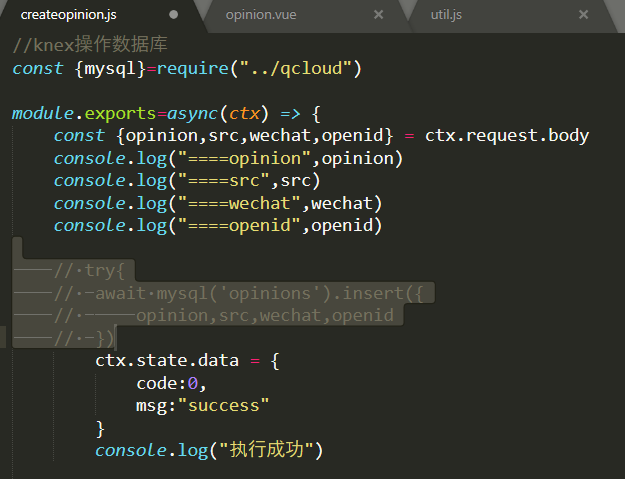 createopinion.js opinion.vue util.js
//knex操作数据库
const {mysql}=require("../qcloud")
module.exports=async(ctx) => {
const {opinion,src,wechat,openid} = ctx.request.body
console.log("====opinion",opinion)
console.log("====src",src)
console.log("====wechat",wechat)
console.log("====openid",openid)
// try{
// await mysql('opinions').insert({
// opinion,src,wechat,openid
// })
ctx.state.data = {
code:0,
msg:"success"
}
console.log("执行成功")